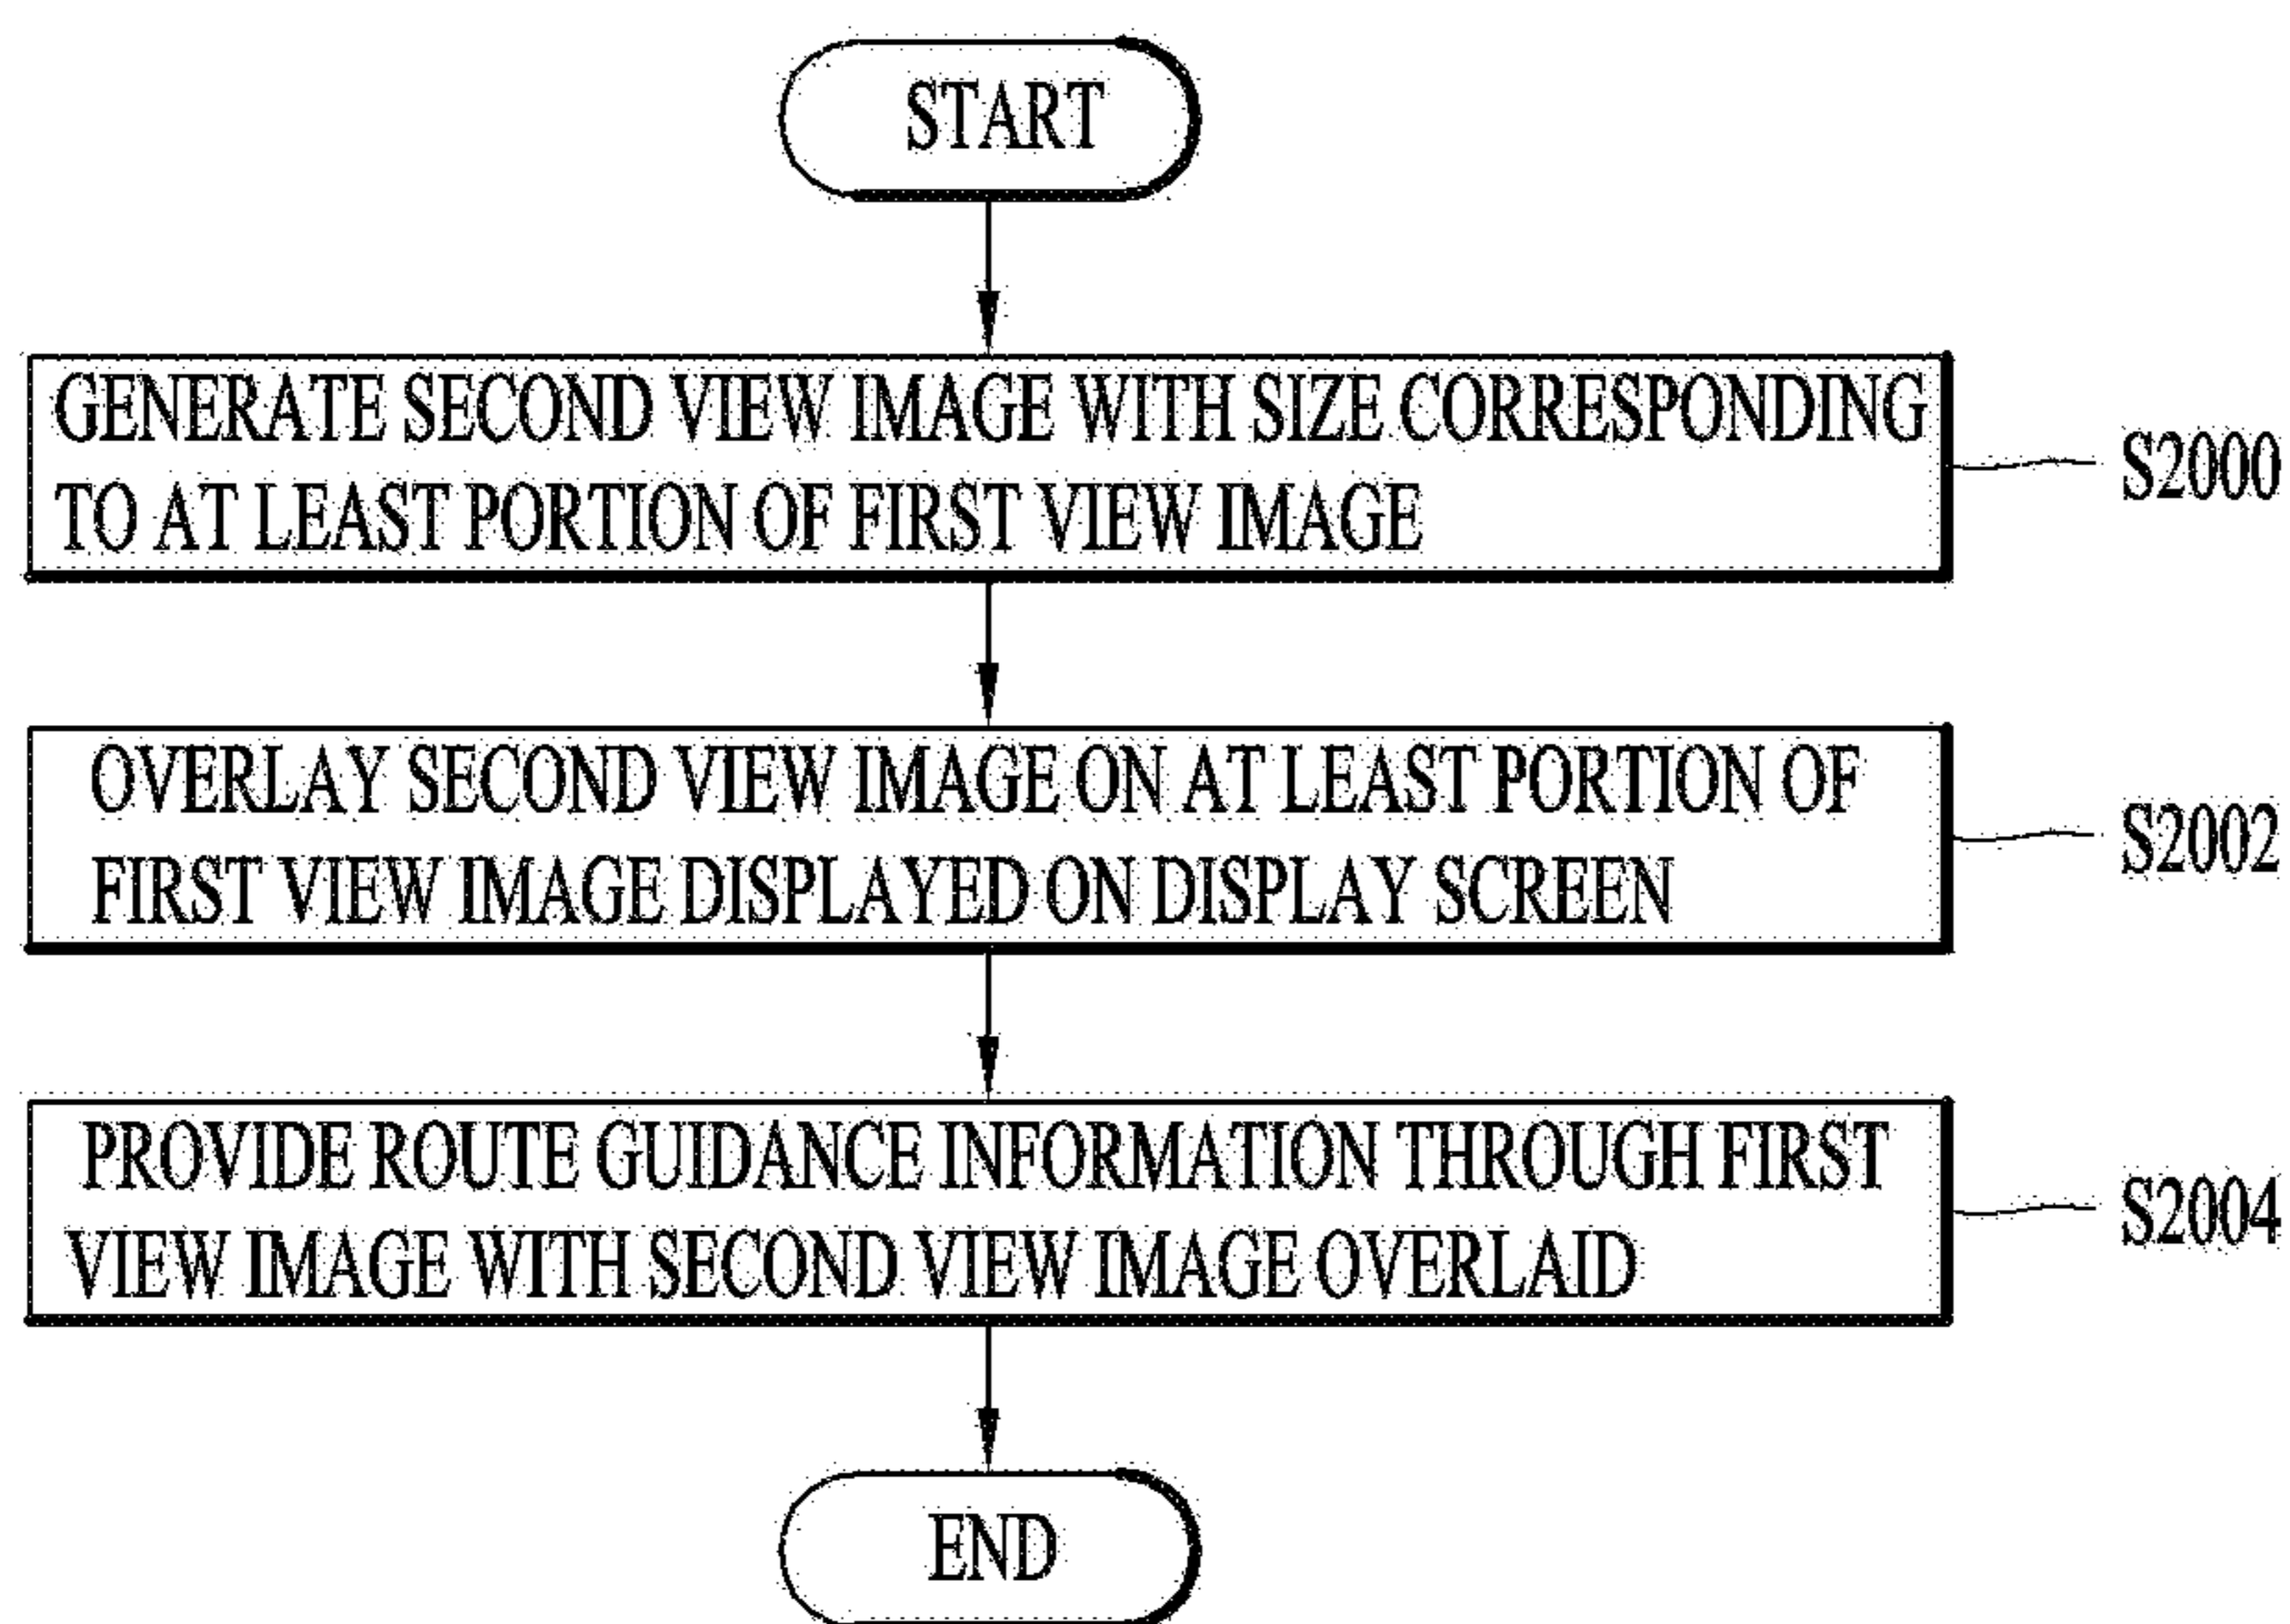 START
GENERATE SECOND VIEW IMAGE WITH SIZE CORRESPONDING
TO AT LEAST PORTION OF FIRST VIEW IMAGE
S2000
OVERLAY SECOND VIEW IMAGE ON AT LEAST PORTION OF
FIRST VIEW IMAGE DISPLAYED ON DISPLAY SCREEN
S2002
PROVIDE ROUTE GUIDANCE INFORMATION THROUGH FIRST
VIEW IMAGE WITH SECOND VIEW IMAGE OVERLAID
S2004
END